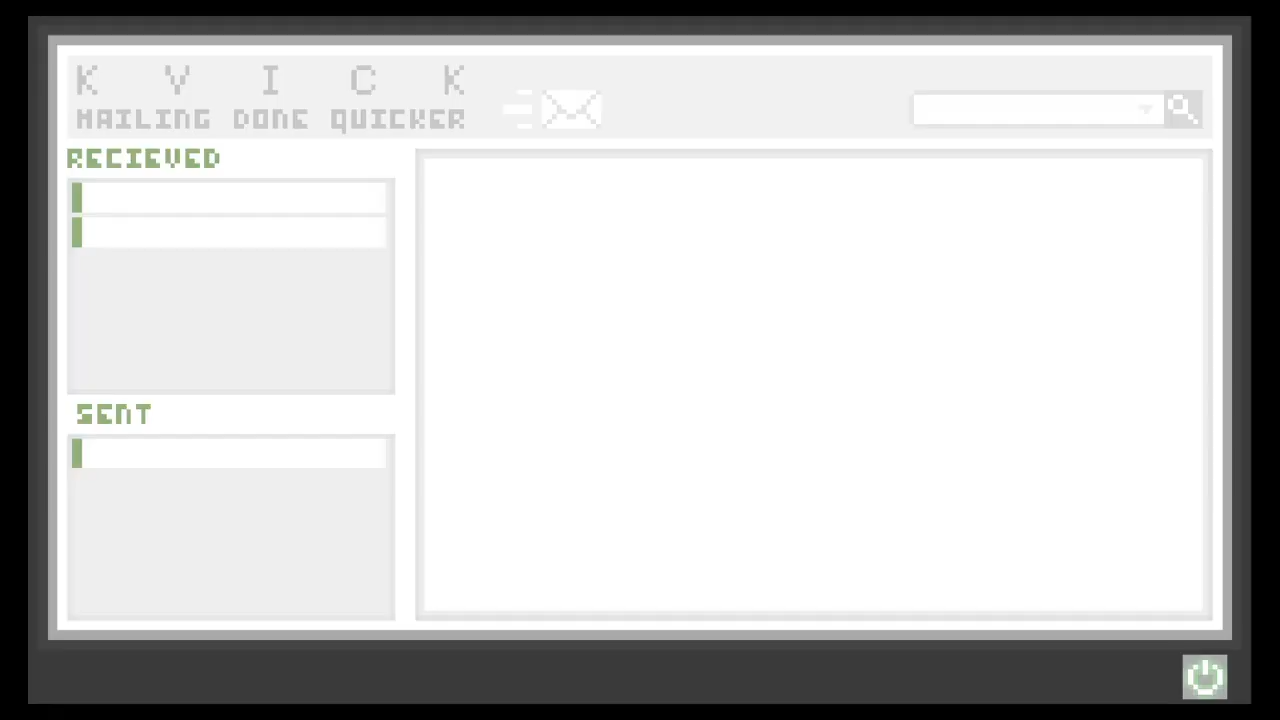 K V I C K
MAILING DONE QUICKER
RECIEVED
SENT